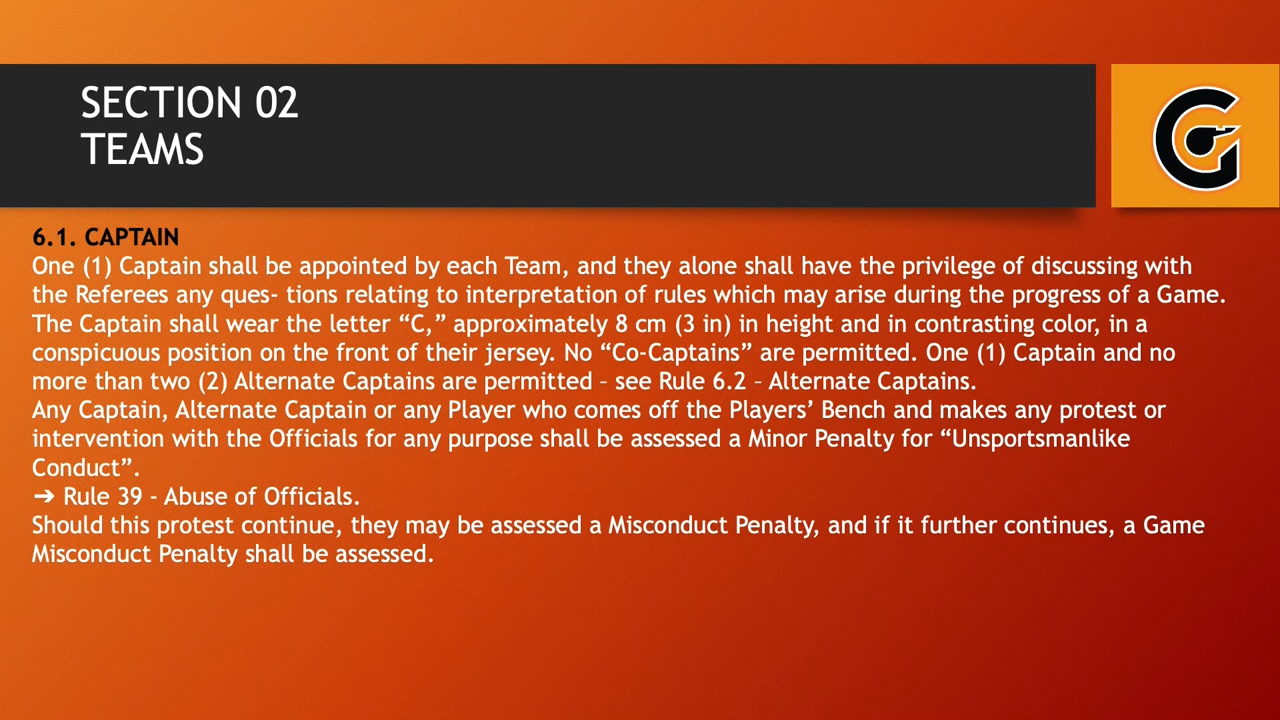 SECTION 02
TEAMS
6.1. CAPTAIN
One (1) Captain shall be appointed by each Team, and they alone shall have the privilege of discussing with
the Referees any ques- tions relating to interpretation of rules which may arise during the progress of a Game.
The Captain shall wear the letter “C,” approximately 8 cm (3 in) in height and in contrasting color, in a
conspicuous position on the front of their jersey. No “Co-Captains” are permitted. One (1) Captain and no
more than two (2) Alternate Captains are permitted – see Rule 6.2 – Alternate Captains.
Any Captain, Alternate Captain or any Player who comes off the Players’ Bench and makes any protest or
intervention with the Officials for any purpose shall be assessed a Minor Penalty for “Unsportsmanlike
Conduct”.
➔ Rule 39 - Abuse of Officials.
Should this protest continue, they may be assessed a Misconduct Penalty, and if it further continues, a Game
Misconduct Penalty shall be assessed.